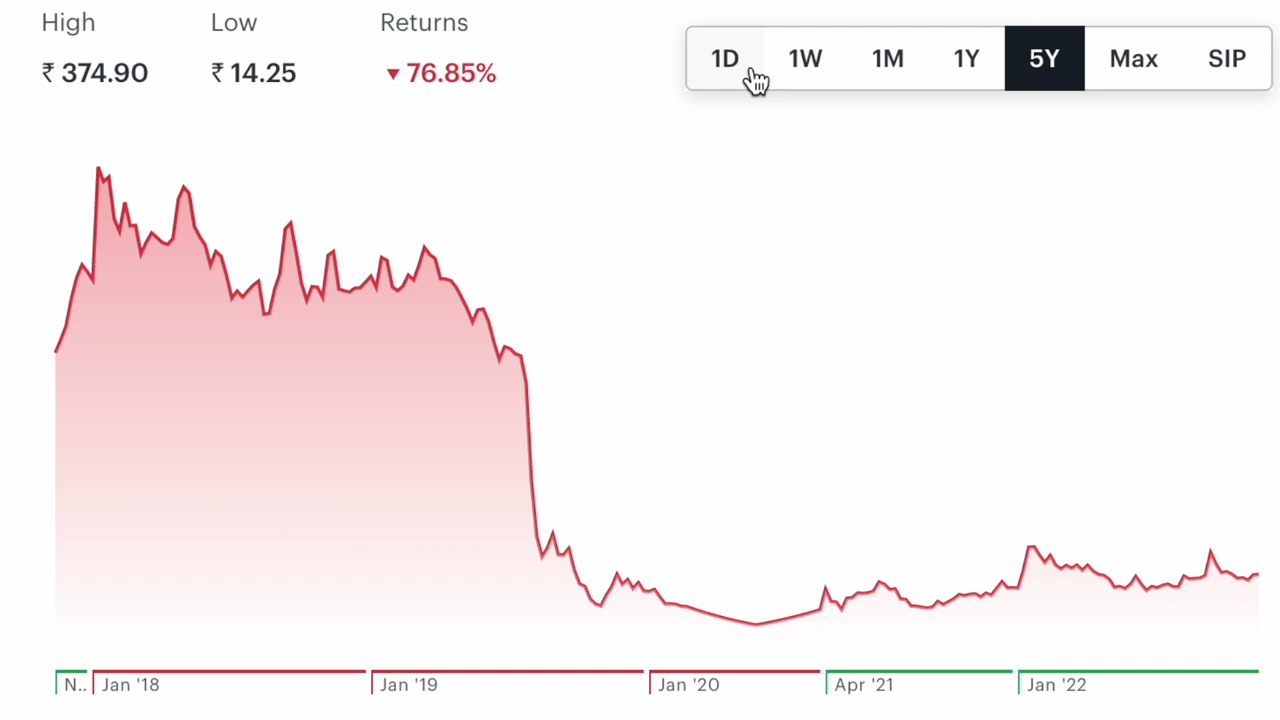 High Low Returns
₹ 374.90 ₹ 14.25 ▼ 76.85%
1D 1W 1M 1Y 5Y Max SIP
N.. Jan '18 Jan '19 Jan '20 Apr '21 Jan '22